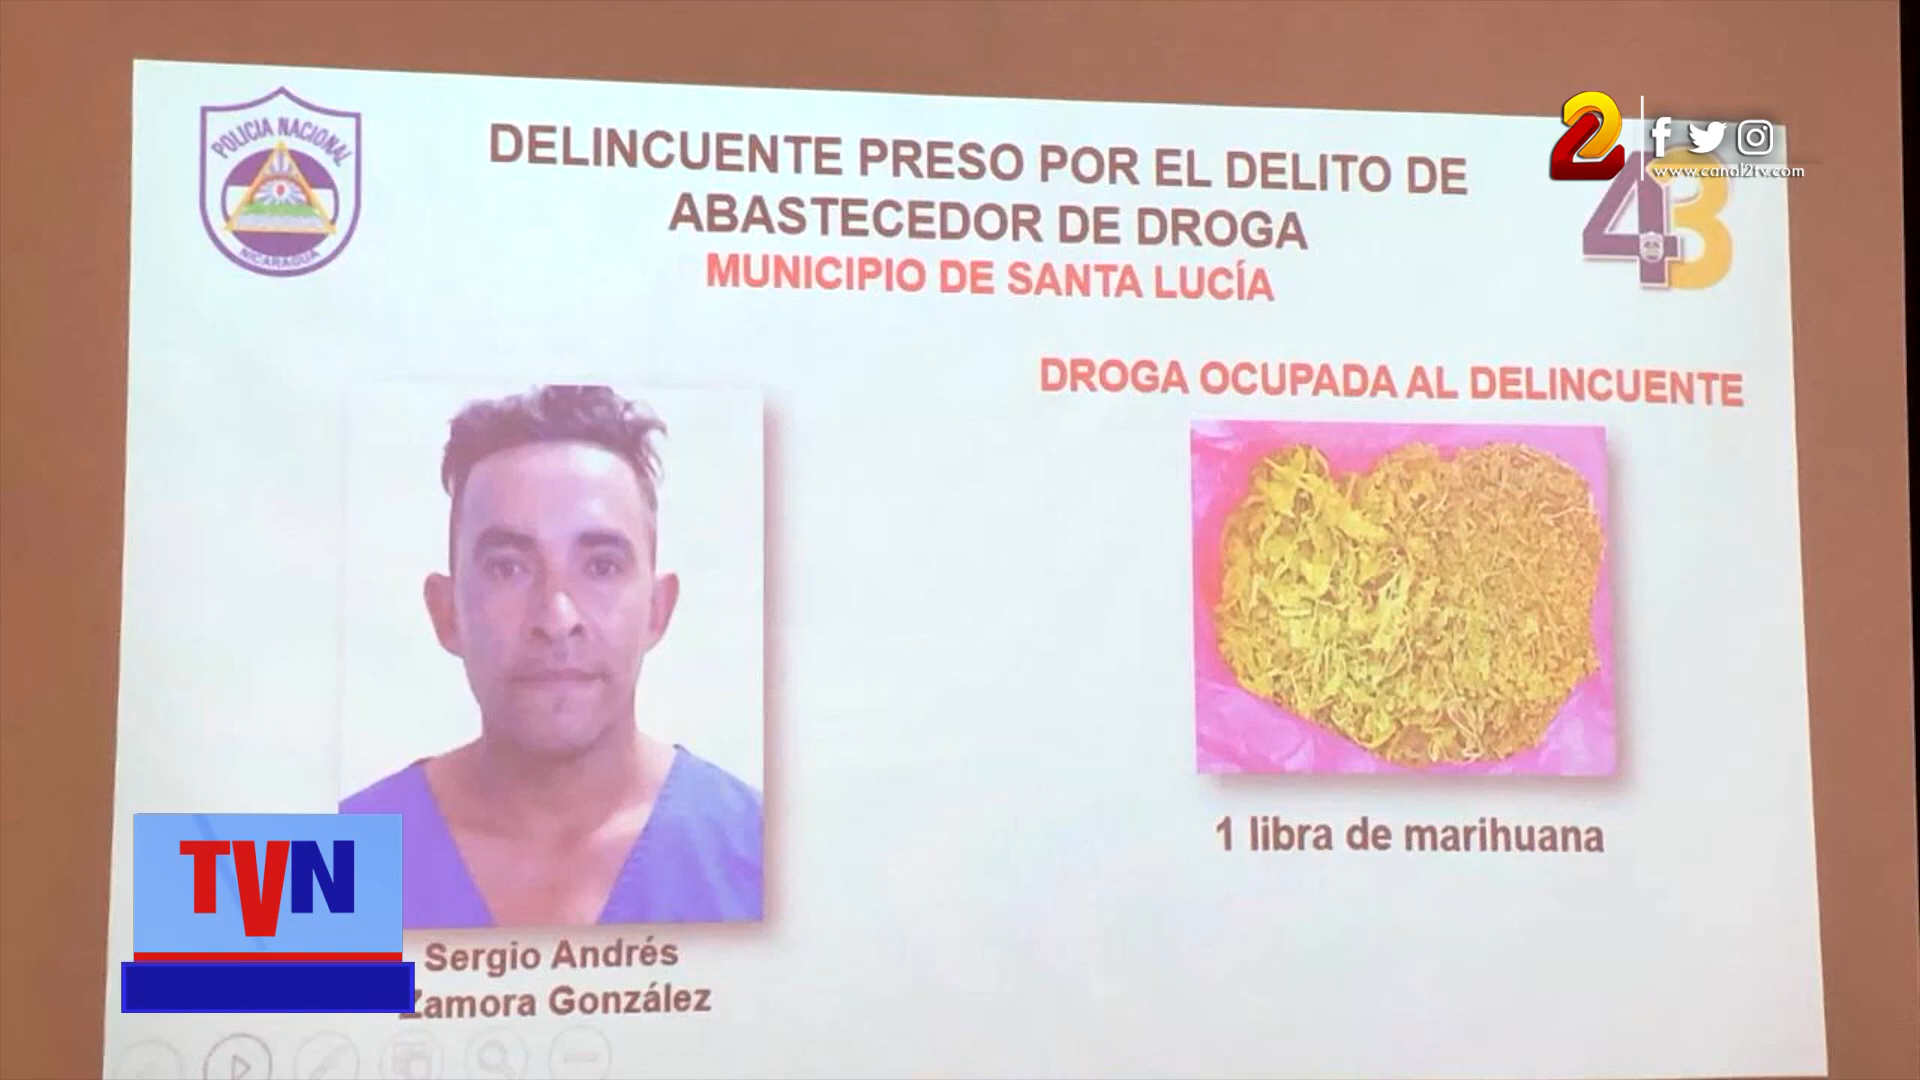 POLICIA NACIONAL
NICARAGUA
DELINCUENTE PRESO POR EL DELITO DE
ABASTECEDOR DE DROGA
MUNICIPIO DE SANTA LUCÍA
2
www.canal2tv.com
43
DROGA OCUPADA AL DELINCUENTE
1 libra de marihuana
TVN
Sergio Andrés
Zamora González